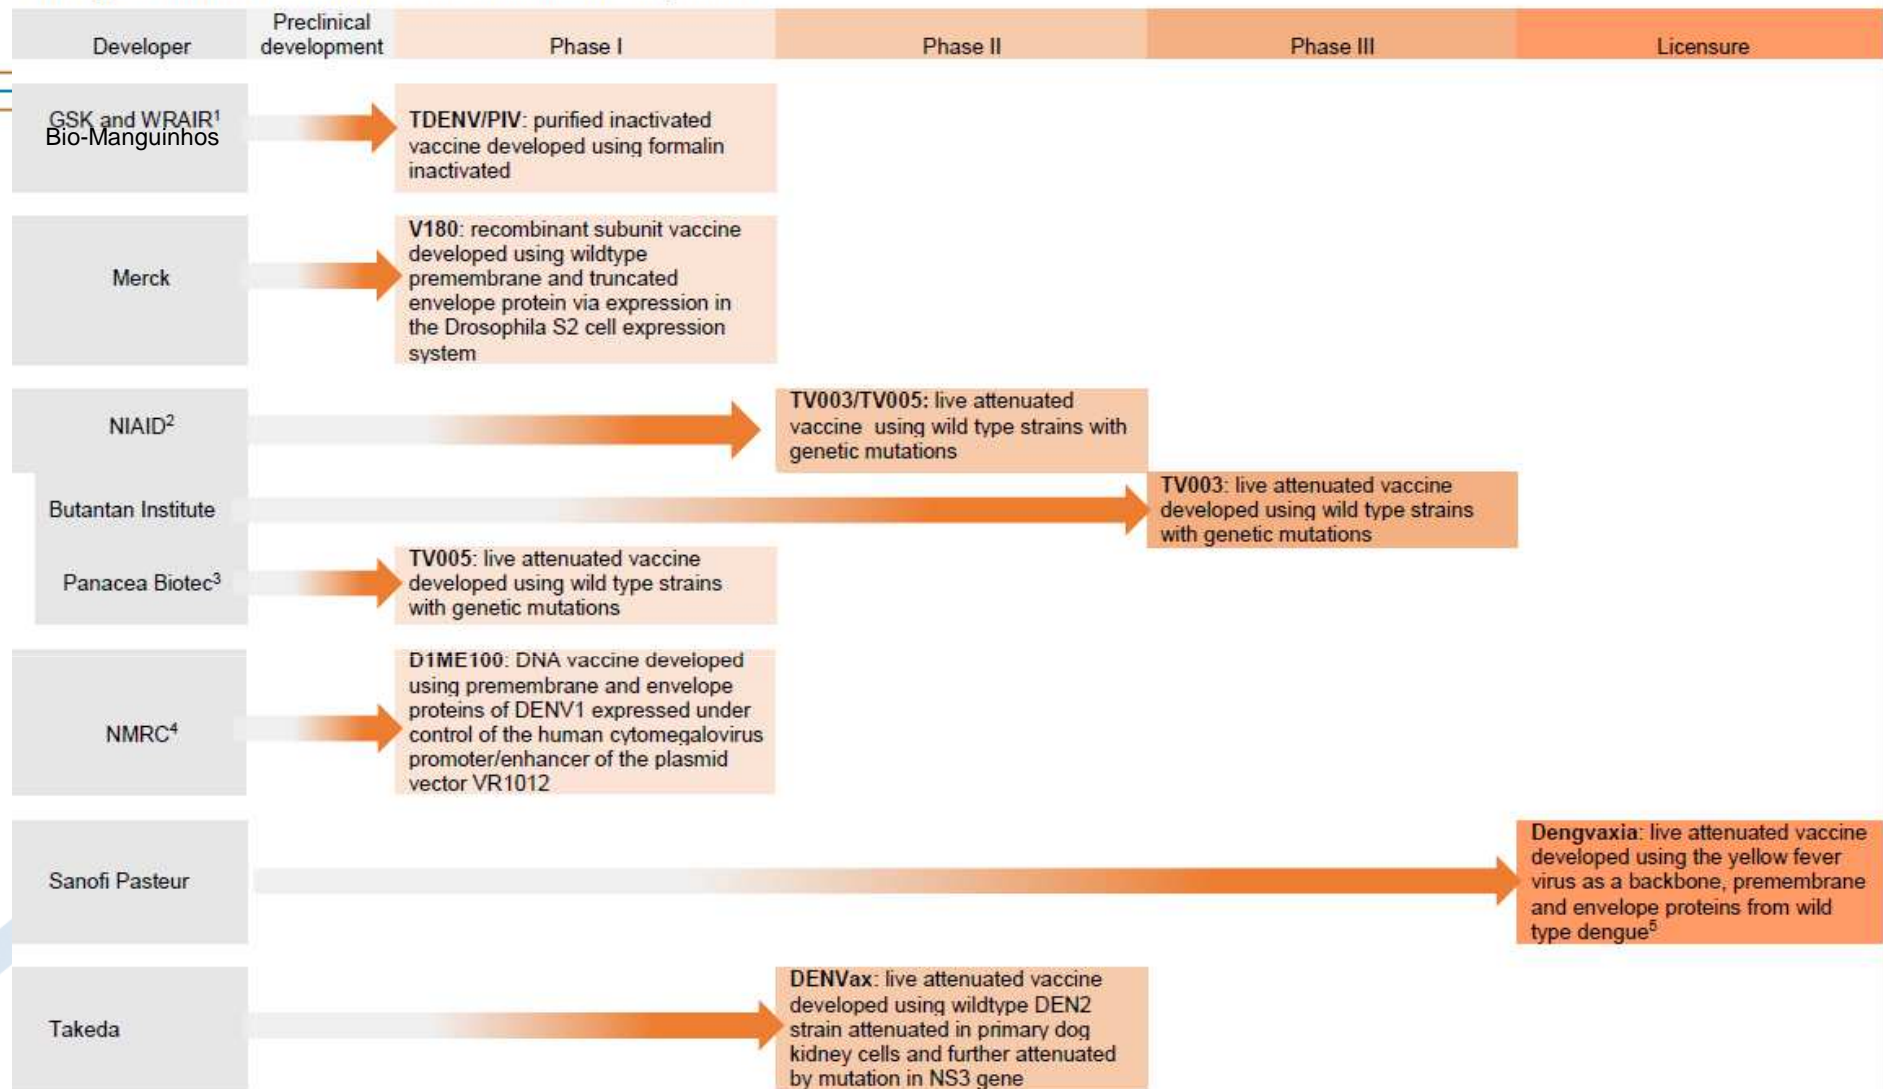 Preclinical
Developer development Phase I Phase II Phase III Licensure
GSK and WRAIR¹
Bio-Manguinhos
TDENV/PIV: purified inactivated
vaccine developed using formalin
inactivated
Merck
V180: recombinant subunit vaccine
developed using wildtype
premembrane and truncated
envelope protein via expression in
the Drosophila S2 cell expression
system
NIAID²
TV003/TV005: live attenuated
vaccine using wild type strains with
genetic mutations
Butantan Institute
TV003: live attenuated vaccine
developed using wild type strains
with genetic mutations
Panacea Biotec³
TV005: live attenuated vaccine
developed using wild type strains
with genetic mutations
NMRC⁴
D1ME100: DNA vaccine developed
using premembrane and envelope
proteins of DENV1 expressed under
control of the human cytomegalovirus
promoter/enhancer of the plasmid
vector VR1012
Sanofi Pasteur
Dengvaxia: live attenuated vaccine
developed using the yellow fever
virus as a backbone, premembrane
and envelope proteins from wild
type dengue⁵
Takeda
DENVax: live attenuated vaccine
developed using wildtype DEN2
strain attenuated in primary dog
kidney cells and further attenuated
by mutation in NS3 gene